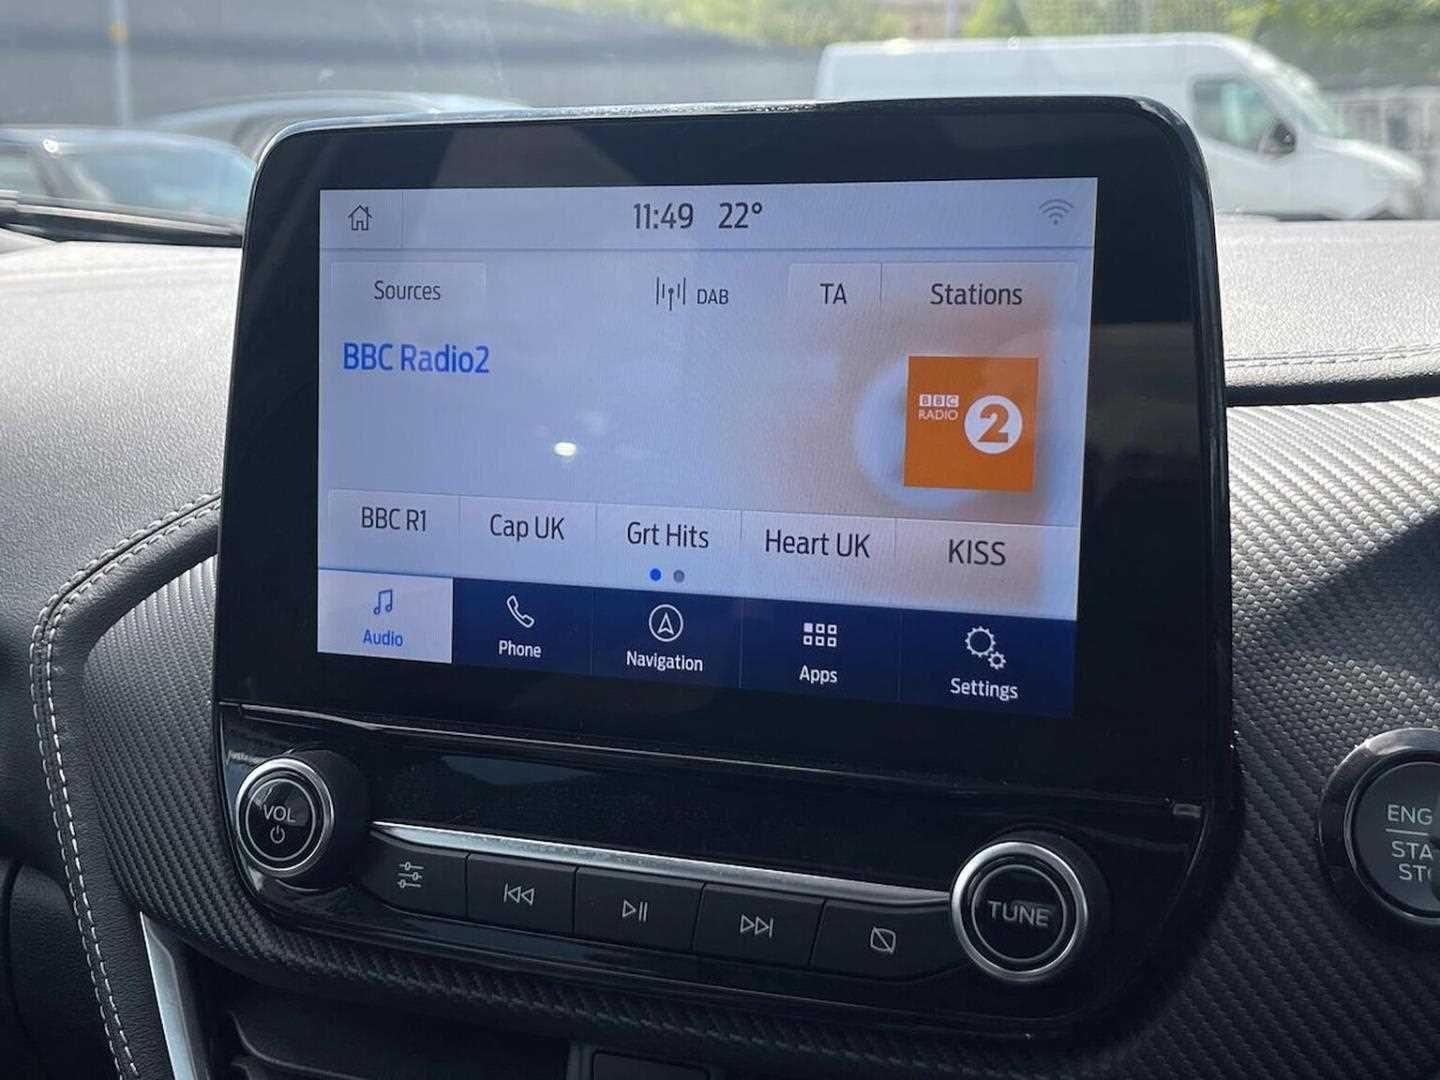 11:49 22°
Sources DAB TA Stations
BBC Radio2
BBC
RADIO 2
BBC R1 Cap UK Grt Hits Heart UK KISS
Audio Phone Navigation Apps Settings
VOL
TUNE
ENG
STA